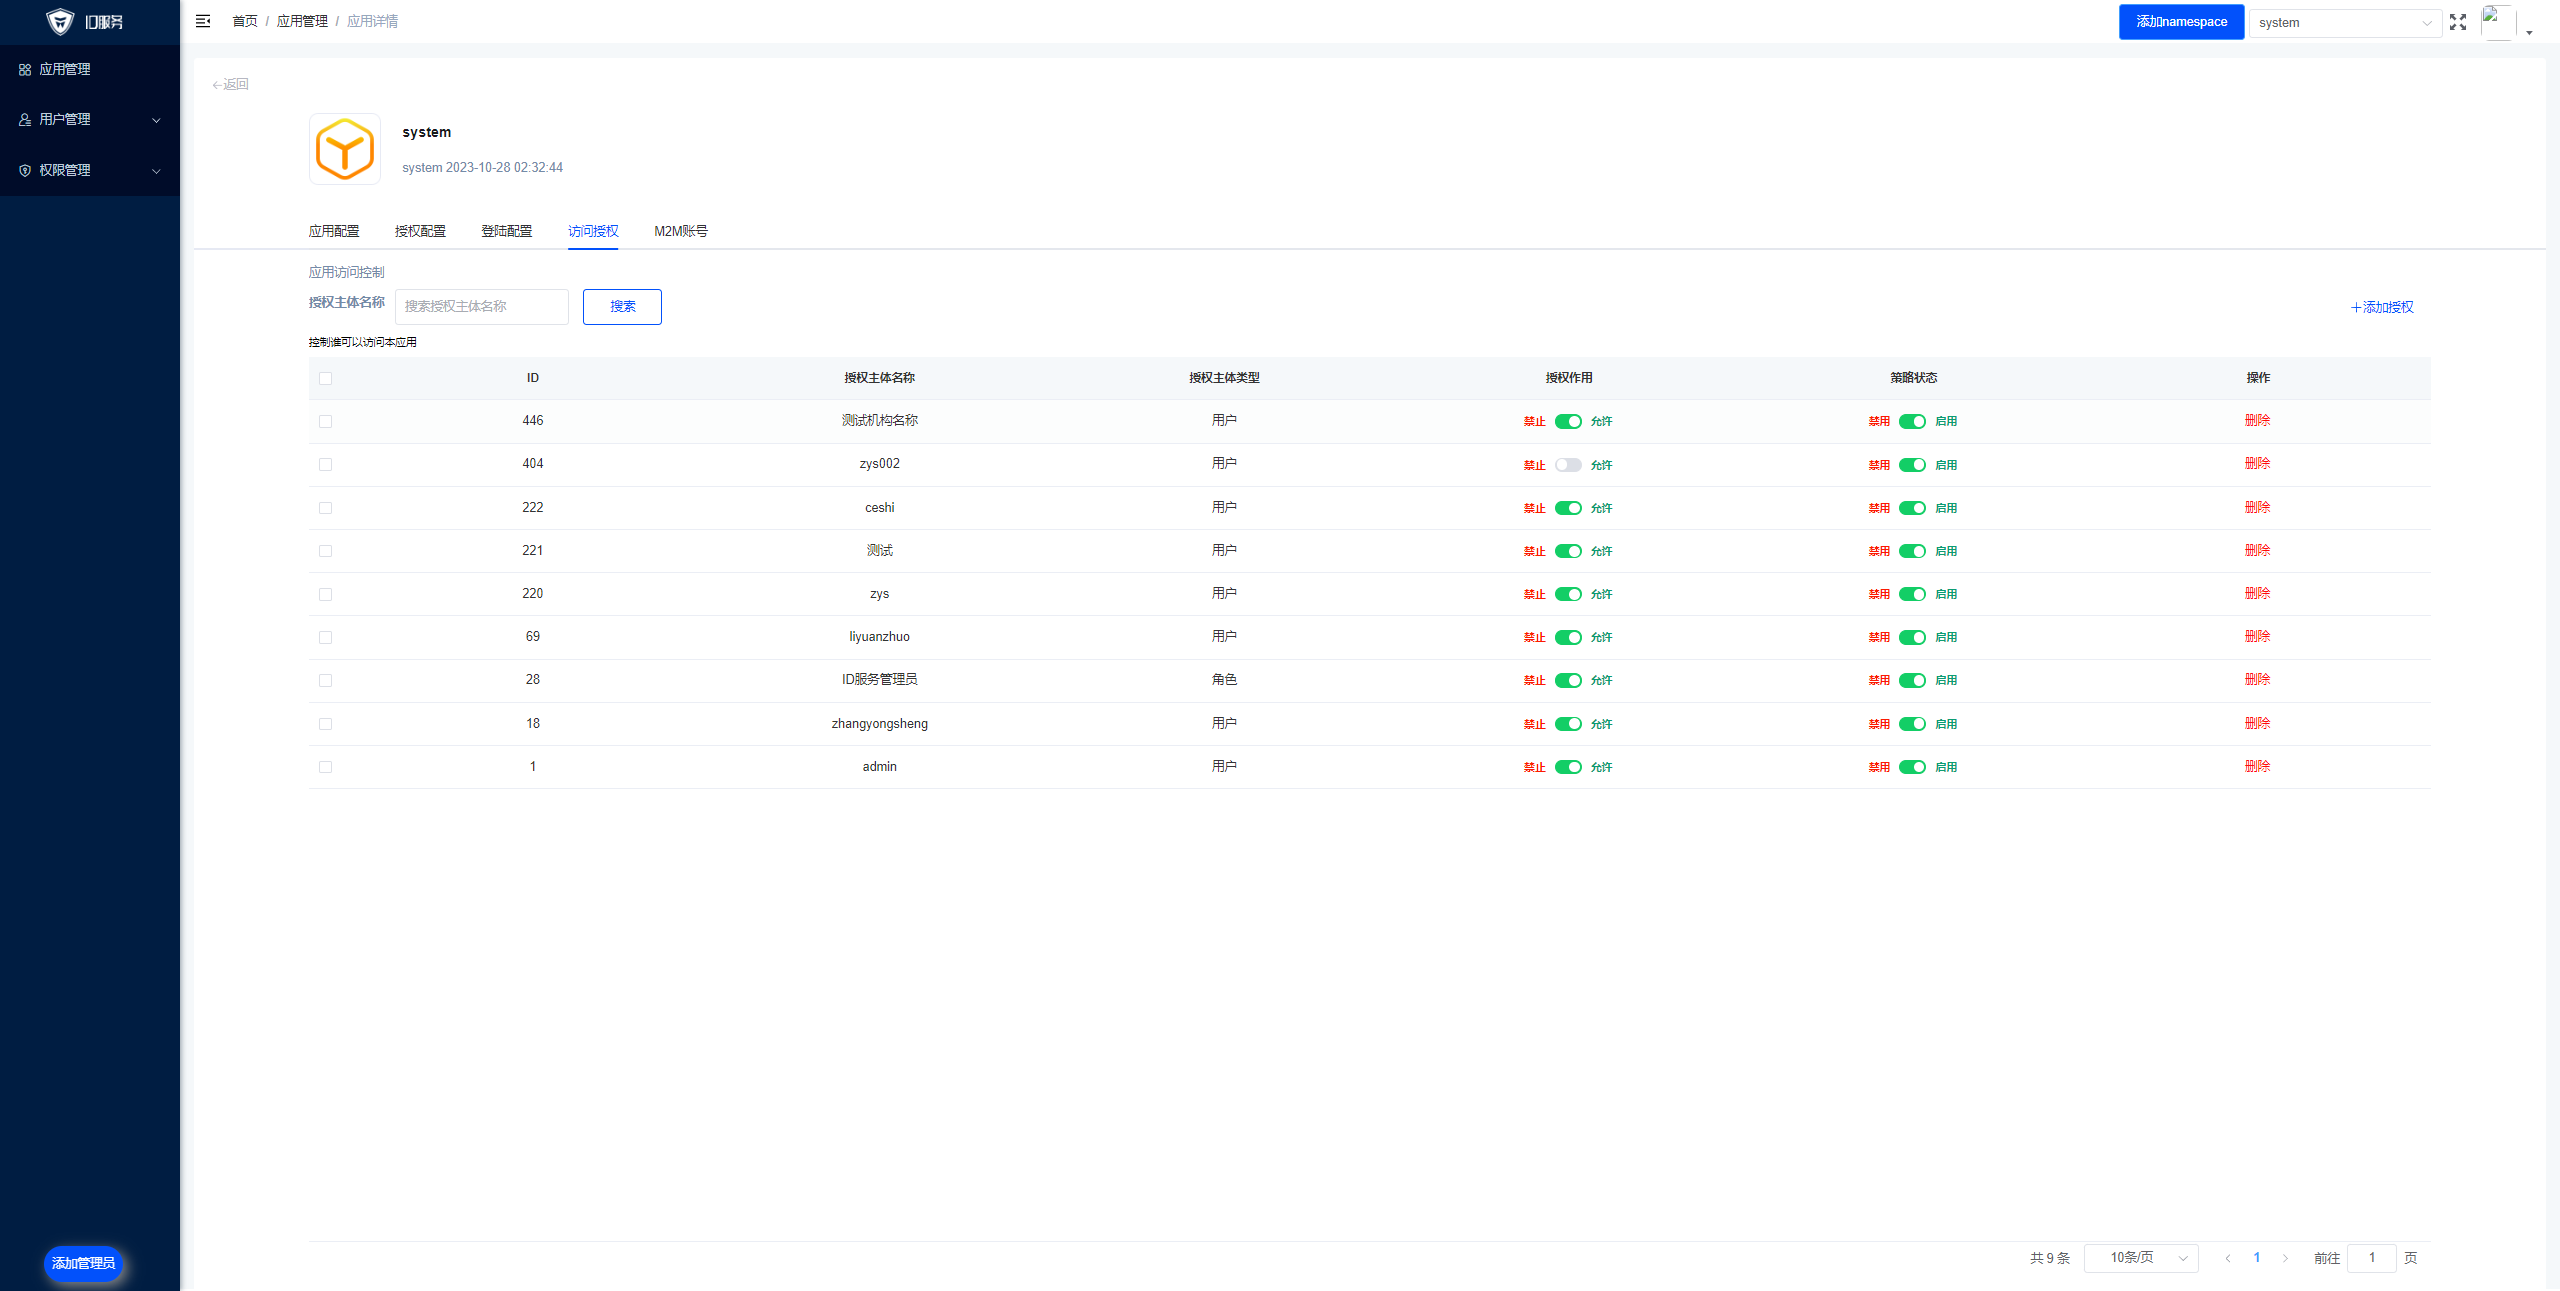 ID服务
首页 / 应用管理 / 应用详情
添加namespace
system
应用管理
用户管理
权限管理
添加管理员
←返回
system
system 2023-10-28 02:32:44
应用配置 授权配置 登陆配置 访问授权 M2M账号
应用访问控制
授权主体名称 搜索授权主体名称 搜索 +添加授权
控制谁可以访问本应用
ID 授权主体名称 授权主体类型 授权作用 策略状态 操作
446 测试机构名称 用户 禁止 允许 禁用 启用 删除
404 zys002 用户 禁止 允许 禁用 启用 删除
222 ceshi 用户 禁止 允许 禁用 启用 删除
221 测试 用户 禁止 允许 禁用 启用 删除
220 zys 用户 禁止 允许 禁用 启用 删除
69 liyuanzhuo 用户 禁止 允许 禁用 启用 删除
28 ID服务管理员 角色 禁止 允许 禁用 启用 删除
18 zhangyongsheng 用户 禁止 允许 禁用 启用 删除
1 admin 用户 禁止 允许 禁用 启用 删除
共 9 条 10条/页 1 前往 1 页